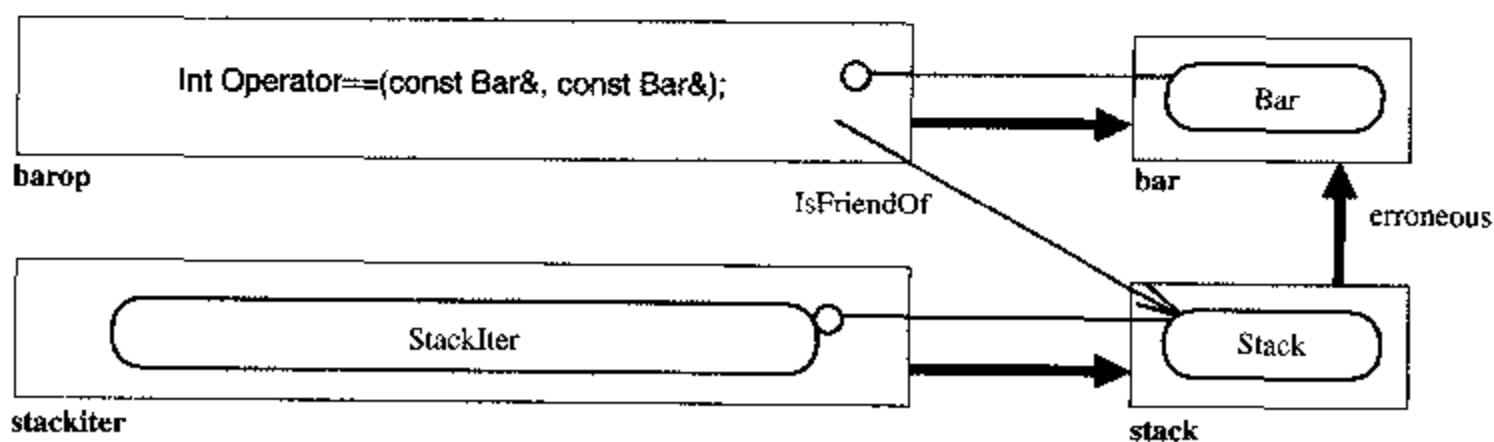 Int Operator==(const Bar&, const Bar&);
Bar
barop
bar
IsFriendOf
erroneous
StackIter
Stack
stackiter
stack